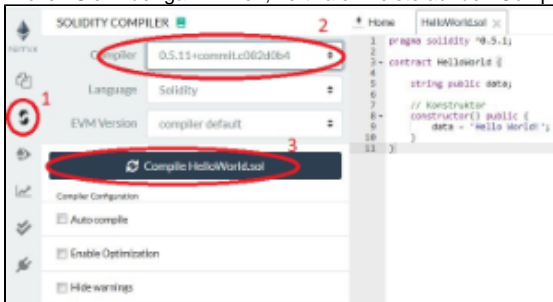 SOLIDITY COMPILER
2
Compiler
0.5.11+commit.c082d0b4
1
Language
Solidity
EVM Version
compiler default
3
Compile HelloWorld.sol
Compiler Configuration
Auto compile
Enable Optimization
Hide warnings
Home
HelloWorld.sol
1 pragma solidity ^0.5.1;
2
3 contract HelloWorld {
4
5 string public data;
6
7 // Konstruktor
8 constructor() public {
9 data = "Hello World!";
10 }
11 }